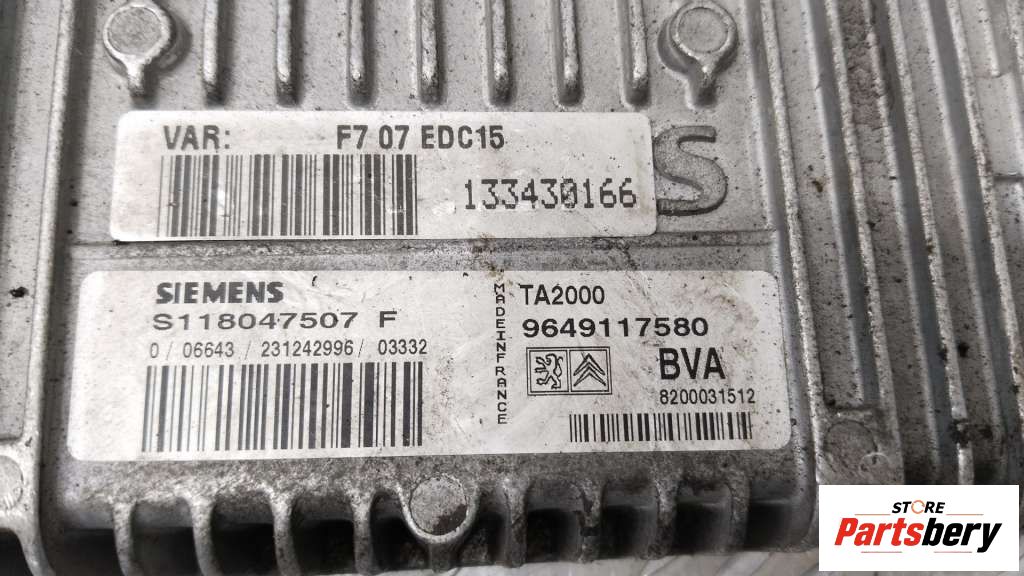 VAR: F7 07 EDC15
133430166
S
SIEMENS
S118047507 F
0 / 06643 / 231242996 / 03332
MADEINFRANCE
TA2000
9649117580
BVA
8200031512
STORE
Partsbery